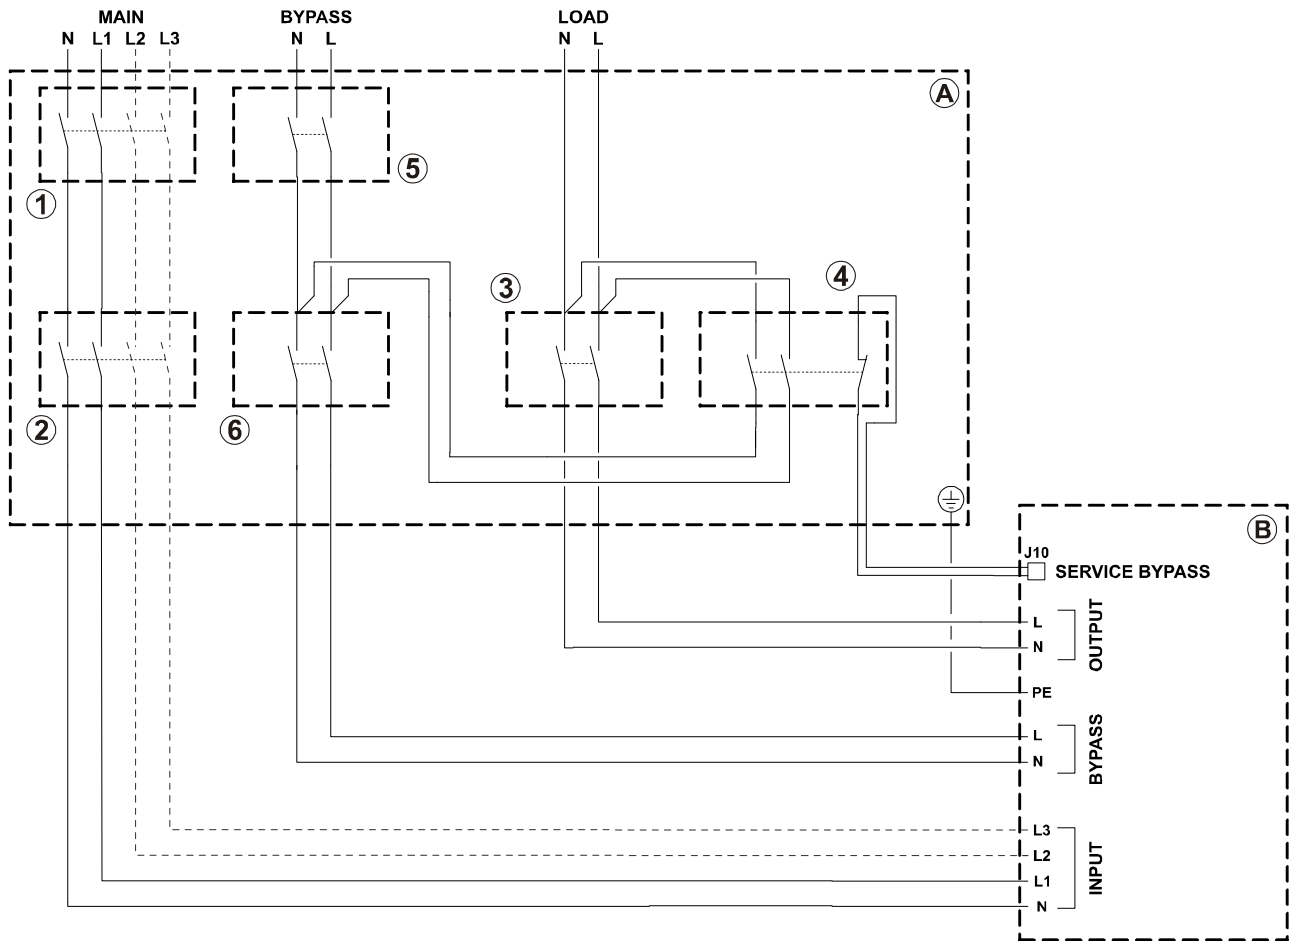 MAIN BYPASS LOAD
N L1 L2 L3 N L N L
A
5
1
3
4
2
6
B
J10
SERVICE BYPASS
L
N
OUTPUT
PE
L
N
BYPASS
L3
L2
L1
N
INPUT